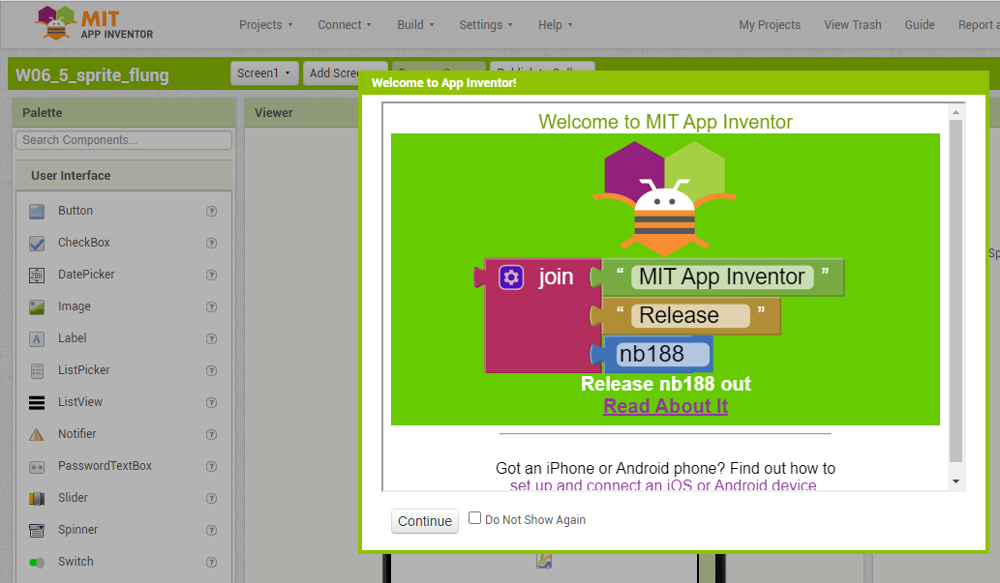 MIT
APP INVENTOR
Projects Connect Build Settings Help My Projects View Trash Guide Report
W06_5_sprite_flung Screen1 Add Scre
Welcome to App Inventor!
Palette
Viewer
Search Components...
User Interface
Button
CheckBox
DatePicker
Image
Label
ListPicker
ListView
Notifier
PasswordTextBox
Slider
Spinner
Switch
Welcome to MIT App Inventor
join “ MIT App Inventor ”
“ Release ”
nb188
Release nb188 out
Read About It
Got an iPhone or Android phone? Find out how to
set up and connect an iOS or Android device
Continue Do Not Show Again
Sp